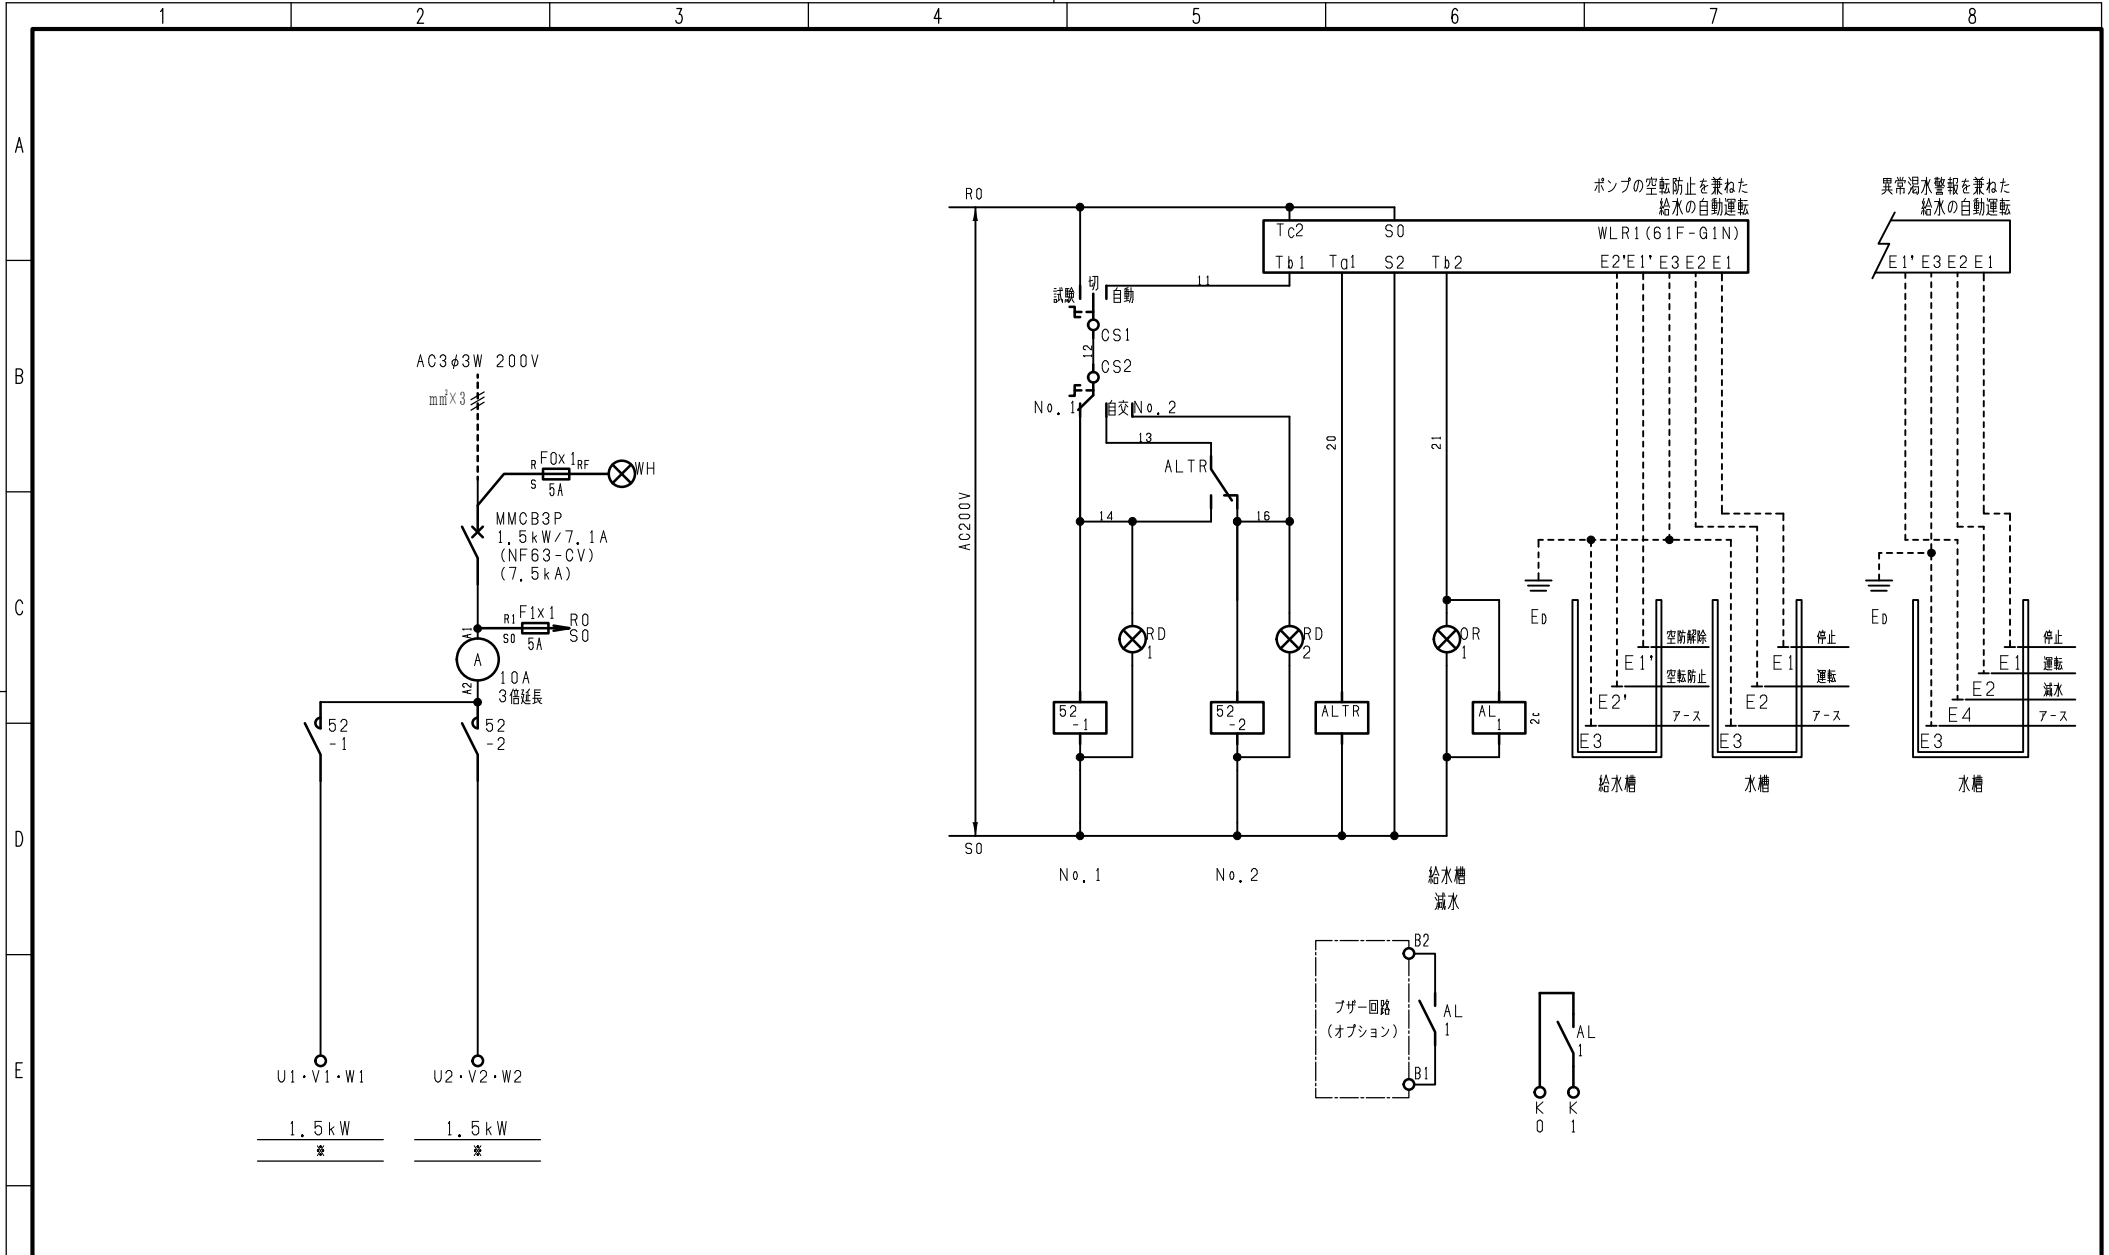 1 2 3 4 5 6 7 8
A
B
C
D
E
AC3φ3W 200V
mm²×3
R F0x1 RF
S 5A
WH
MMCB3P
1.5kW/7.1A
(NF63-CV)
(7.5kA)
R1 F1x1 R0
S0 5A S0
A1
A
A2
10A
3倍延長
52
-1
52
-2
U1・V1・W1
U2・V2・W2
1.5kW
※
1.5kW
※
R0
AC200V
S0
試験 切 自動
11
CS1
12
CS2
No.1 自交 No.2
13
ALTR
14
16
20
21
RD
1
RD
2
OR
1
52
-1
52
-2
ALTR
AL
1
2c
No.1
No.2
給水槽
減水
ポンプの空転防止を兼ねた
給水の自動運転
Tc2 S0 WLR1(61F-G1N)
Tb1 Ta1 S2 Tb2 E2' E1' E3 E2 E1
異常渇水警報を兼ねた
給水の自動運転
E1' E3 E2 E1
ED
空防解除
E1'
空転防止
E2'
アース
E3
給水槽
停止
E1
運転
E2
アース
E3
水槽
ED
停止
E1
運転
E2
減水
E4
アース
E3
水槽
B2
ブザー回路
(オプション)
AL
1
B1
AL
1
K
0
K
1